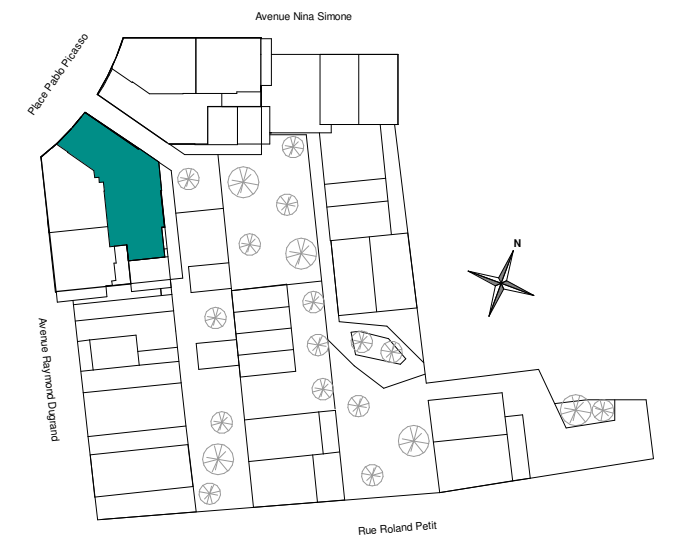 Avenue Nina Simone
Place Pablo Picasso
N
Avenue Raymond Dugrand
Rue Roland Petit